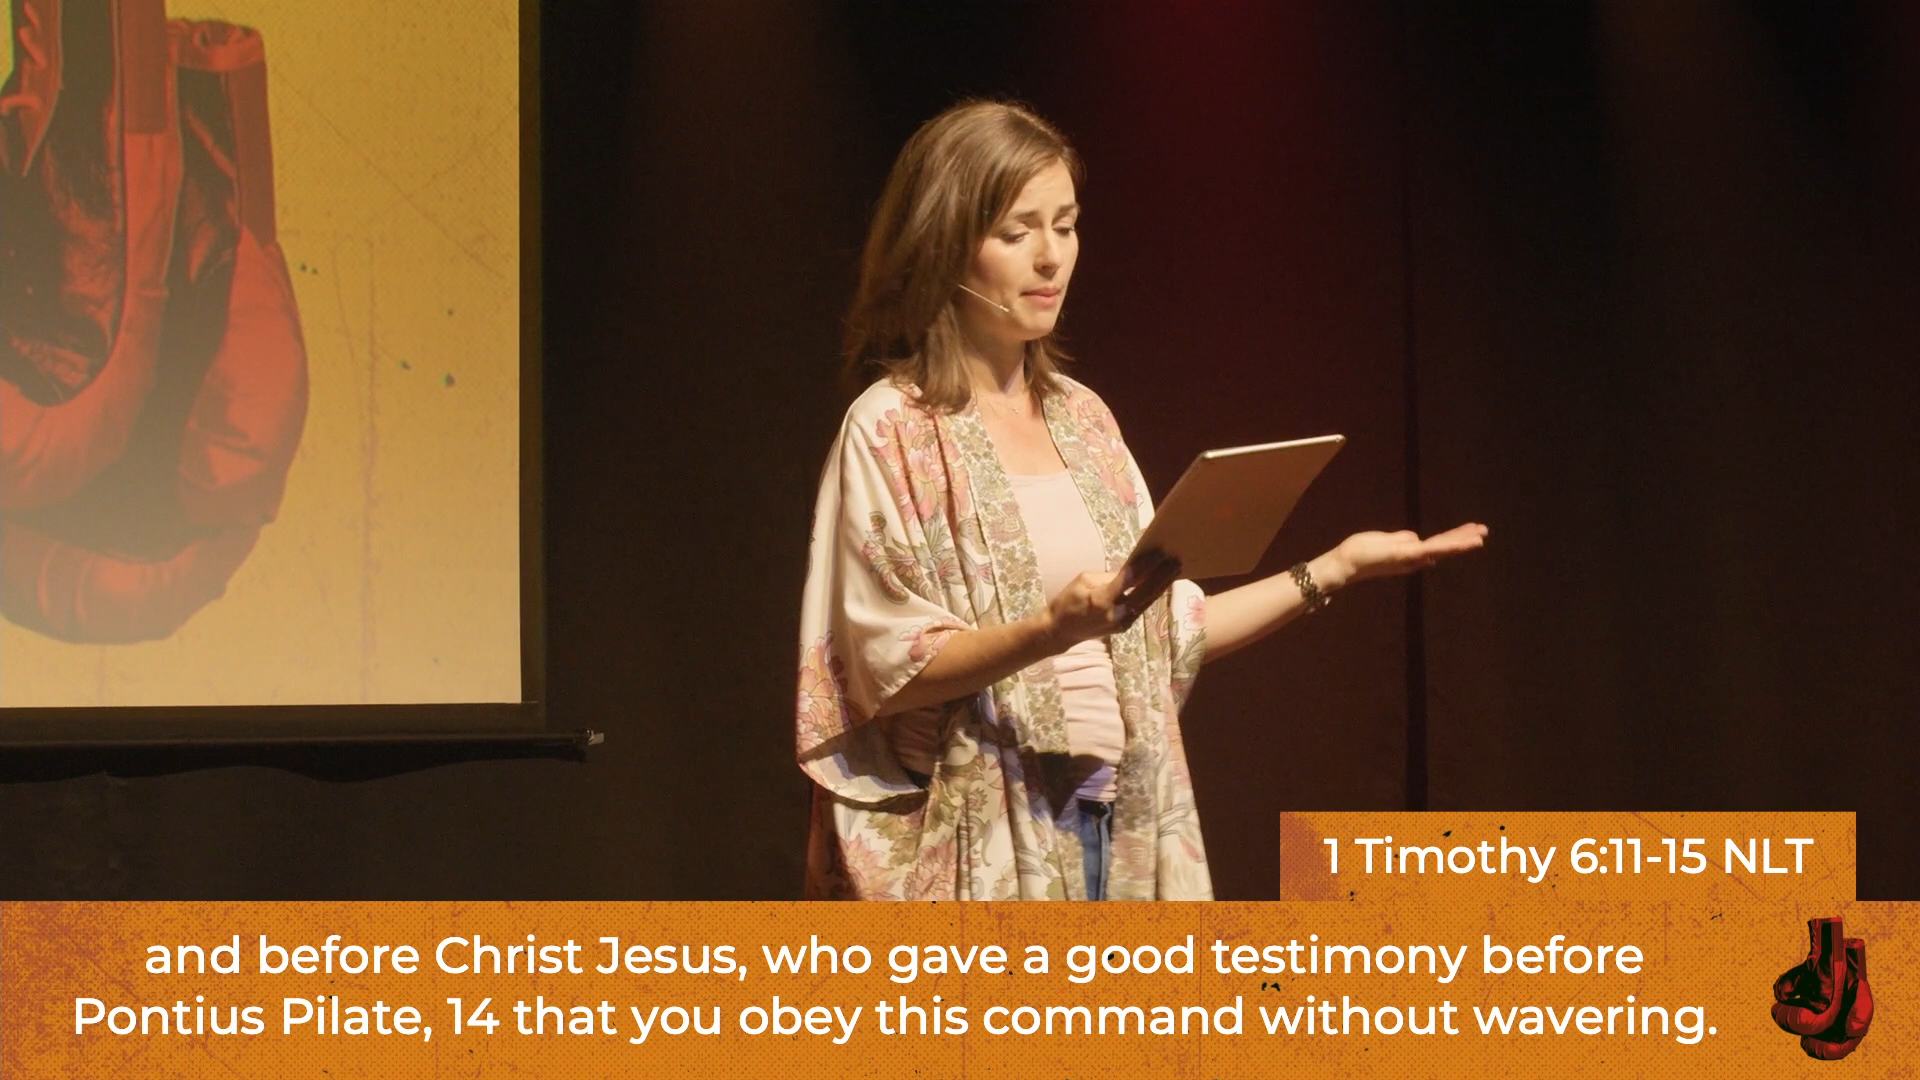 1 Timothy 6:11-15 NLT
and before Christ Jesus, who gave a good testimony before
Pontius Pilate, 14 that you obey this command without wavering.